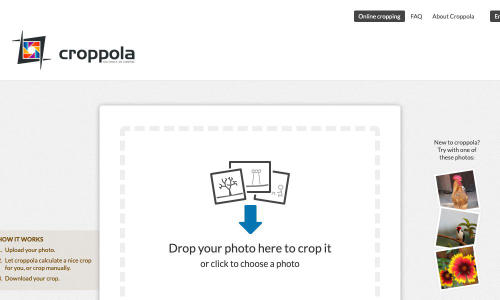 Online cropping FAQ About Croppola
croppola
New to croppola?
Try with one of
these photos:
Drop your photo here to crop it
or click to choose a photo
HOW IT WORKS
Upload your photo.
2. Let croppola calculate a nice crop
for you, or crop manually.
Download your crop.